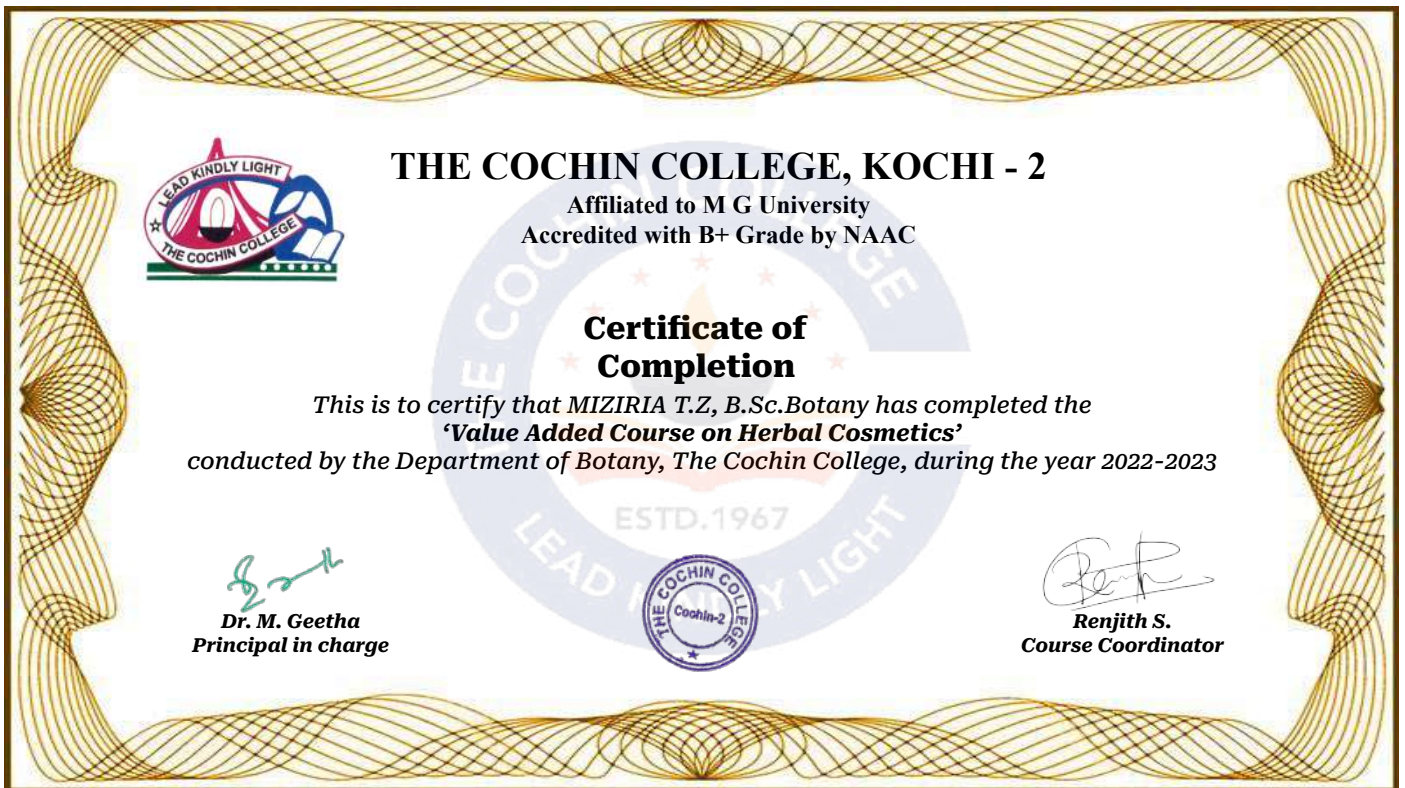 LEAD KINDLY LIGHT
THE COCHIN COLLEGE
THE COCHIN COLLEGE, KOCHI - 2
Affiliated to M G University
Accredited with B+ Grade by NAAC
THE COCHIN COLLEGE
Certificate of
Completion
This is to certify that MIZIRIA T.Z, B.Sc.Botany has completed the
‘Value Added Course on Herbal Cosmetics’
conducted by the Department of Botany, The Cochin College, during the year 2022-2023
ESTD.1967
LEAD KINDLY LIGHT
THE COCHIN COLLEGE
Cochin-2
Dr. M. Geetha
Principal in charge
Renjith S.
Course Coordinator